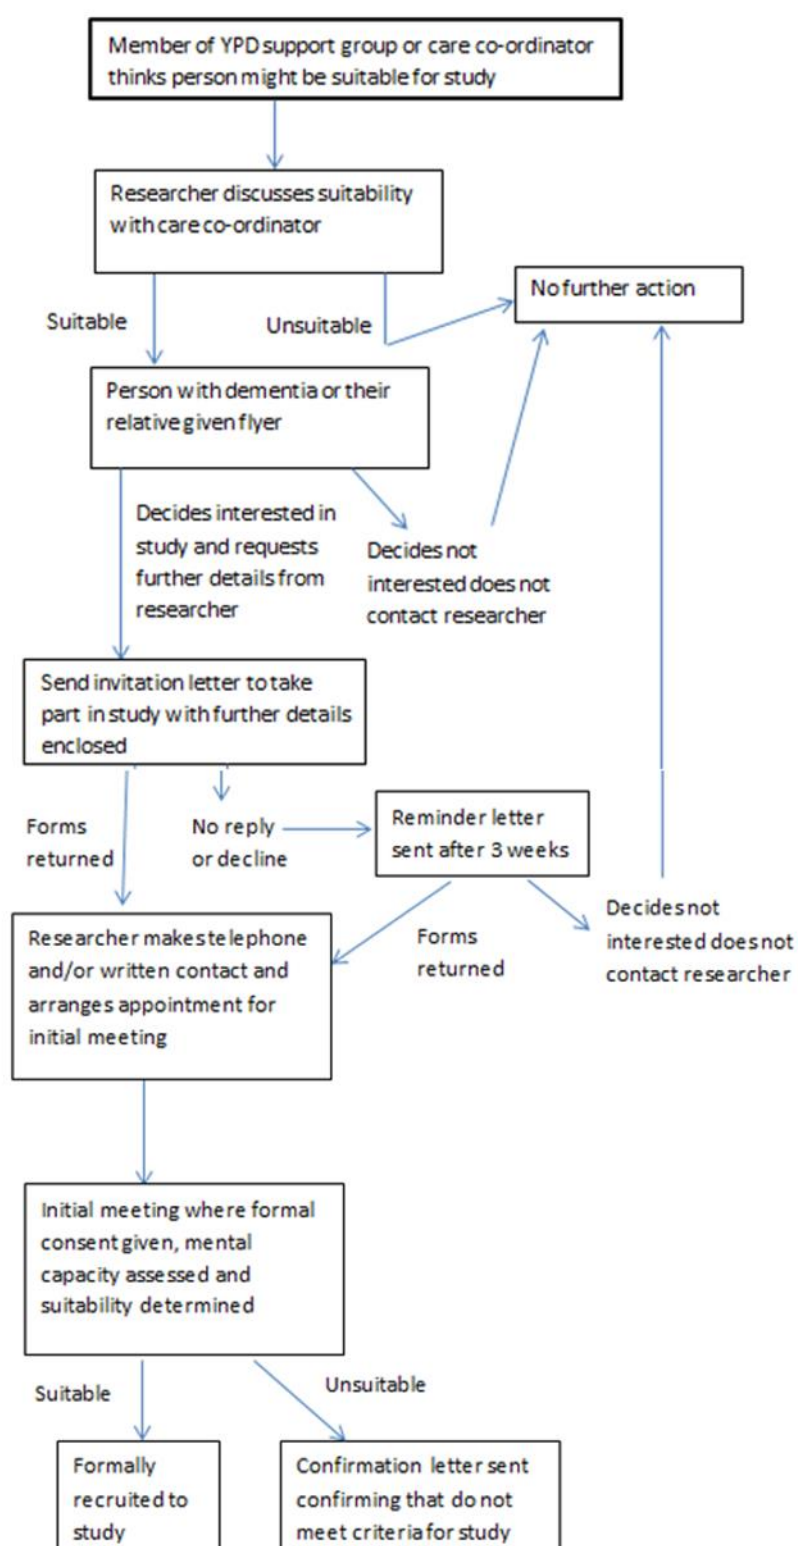 Member of YPD support group or care co-ordinator
thinks person might be suitable for study
Researcher discusses suitability
with care co-ordinator
No further action
Suitable
Unsuitable
Person with dementia or their
relative given flyer
Decides interested in
study and requests
further details from
researcher
Decides not
interested does not
contact researcher
Send invitation letter to take
part in study with further details
enclosed
Forms
returned
No reply
or decline
Reminder letter
sent after 3 weeks
Decides not
interested does not
contact researcher
Forms
returned
Researcher makes telephone
and/or written contact and
arranges appointment for
initial meeting
Initial meeting where formal
consent given, mental
capacity assessed and
suitability determined
Suitable
Unsuitable
Formally
recruited to
study
Confirmation letter sent
confirming that do not
meet criteria for study